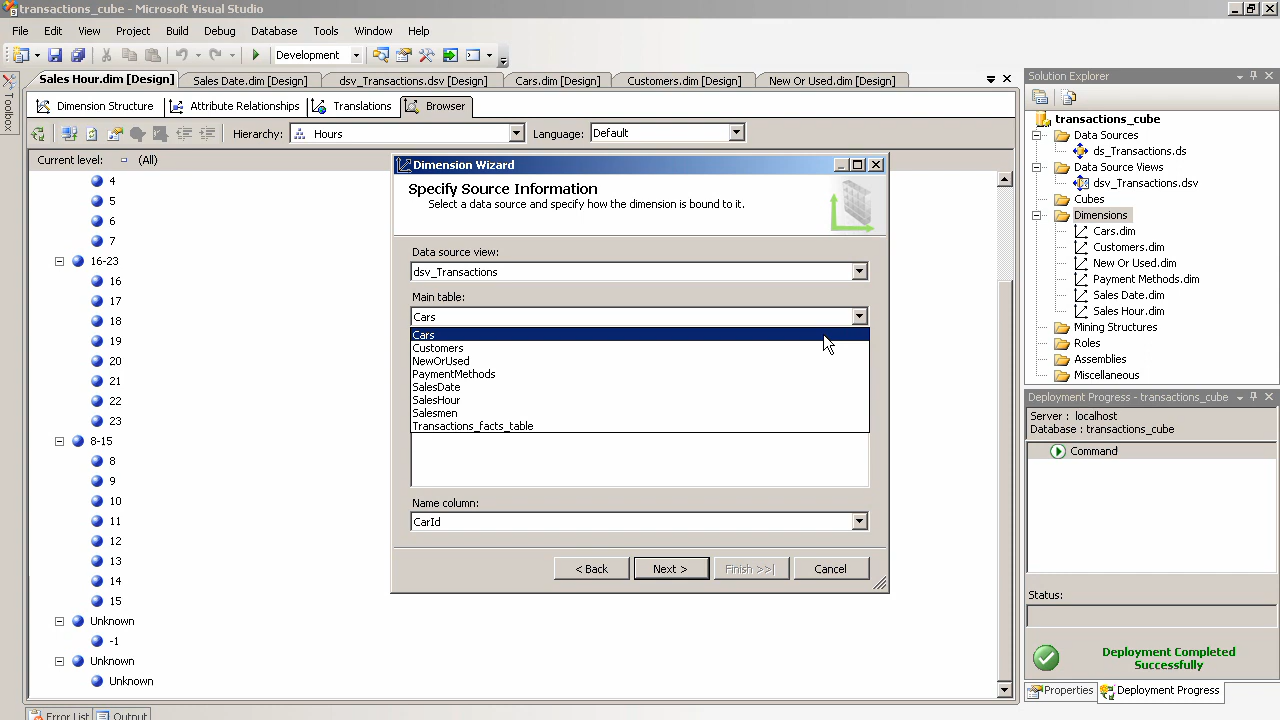 transactions_cube - Microsoft Visual Studio
File Edit View Project Build Debug Database Tools Window Help
Development
Sales Hour.dim [Design] Sales Date.dim [Design] dsv_Transactions.dsv [Design] Cars.dim [Design] Customers.dim [Design] New Or Used.dim [Design]
Dimension Structure Attribute Relationships Translations Browser
Hierarchy: Hours Language: Default
Current level: (All)
4
5
6
7
16-23
16
17
18
19
20
21
22
23
8-15
8
9
10
11
12
13
14
15
Unknown
-1
Unknown
Unknown
Toolbox
Dimension Wizard
Specify Source Information
Select a data source and specify how the dimension is bound to it.
Data source view:
dsv_Transactions
Main table:
Cars
Cars
Customers
NewOrUsed
PaymentMethods
SalesDate
SalesHour
Salesmen
Transactions_facts_table
Name column:
CarId
< Back Next > Finish >>| Cancel
Solution Explorer
transactions_cube
Data Sources
ds_Transactions.ds
Data Source Views
dsv_Transactions.dsv
Cubes
Dimensions
Cars.dim
Customers.dim
New Or Used.dim
Payment Methods.dim
Sales Date.dim
Sales Hour.dim
Mining Structures
Roles
Assemblies
Miscellaneous
Deployment Progress - transactions_cube
Server : localhost
Database : transactions_cube
Command
Status:
Deployment Completed
Successfully
Properties Deployment Progress
Error List Output